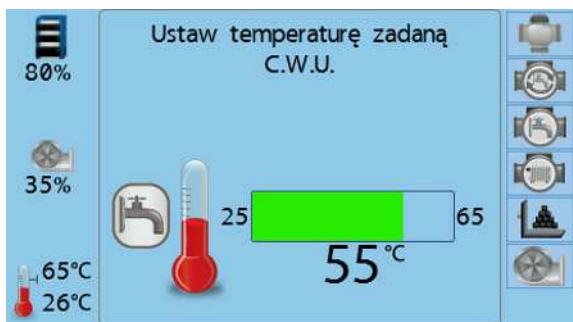 Ustaw temperaturę zadaną
C.W.U.
80%
35%
65°C
26°C
25
65
55°C